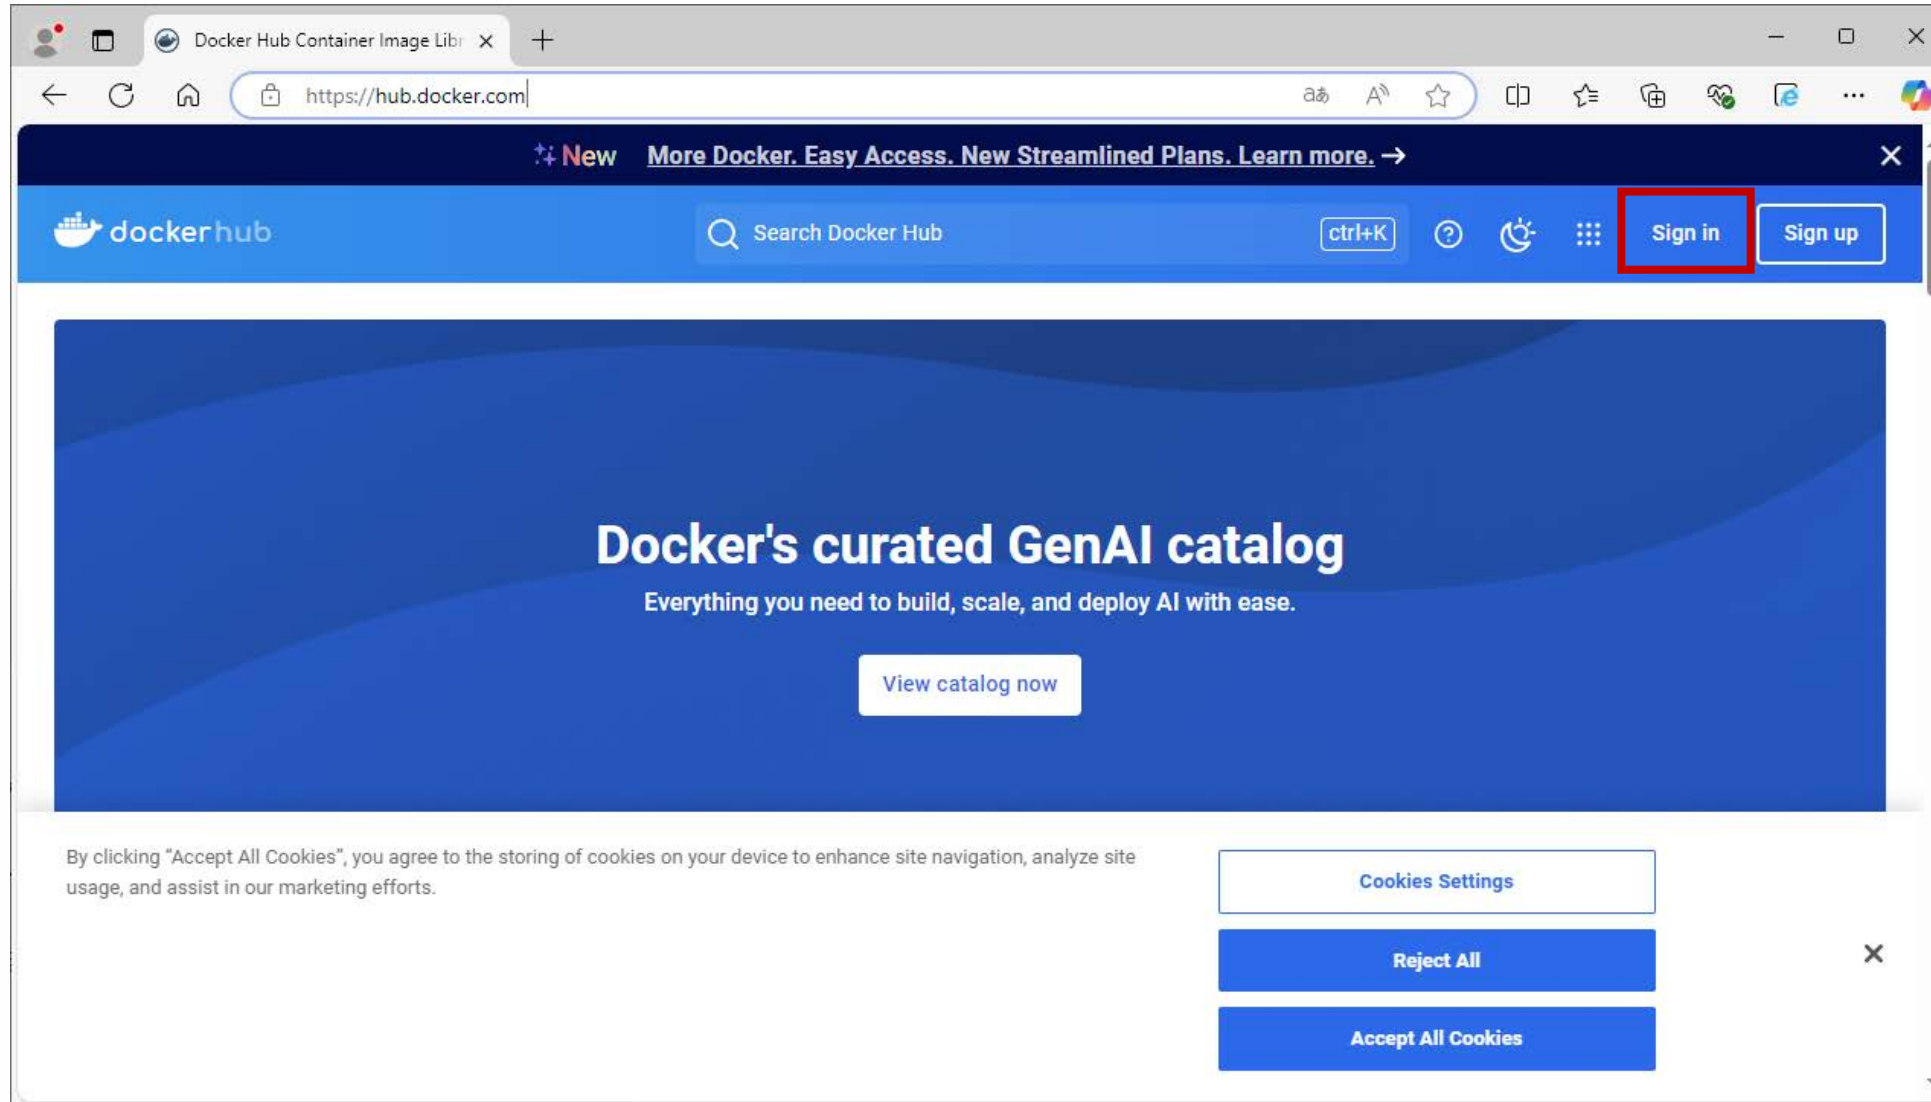 Docker Hub Container Image Libr
https://hub.docker.com
aあ
New More Docker. Easy Access. New Streamlined Plans. Learn more. →
dockerhub
Search Docker Hub
ctrl+K
Sign in
Sign up
Docker's curated GenAI catalog
Everything you need to build, scale, and deploy AI with ease.
View catalog now
By clicking “Accept All Cookies”, you agree to the storing of cookies on your device to enhance site navigation, analyze site
usage, and assist in our marketing efforts.
Cookies Settings
Reject All
Accept All Cookies